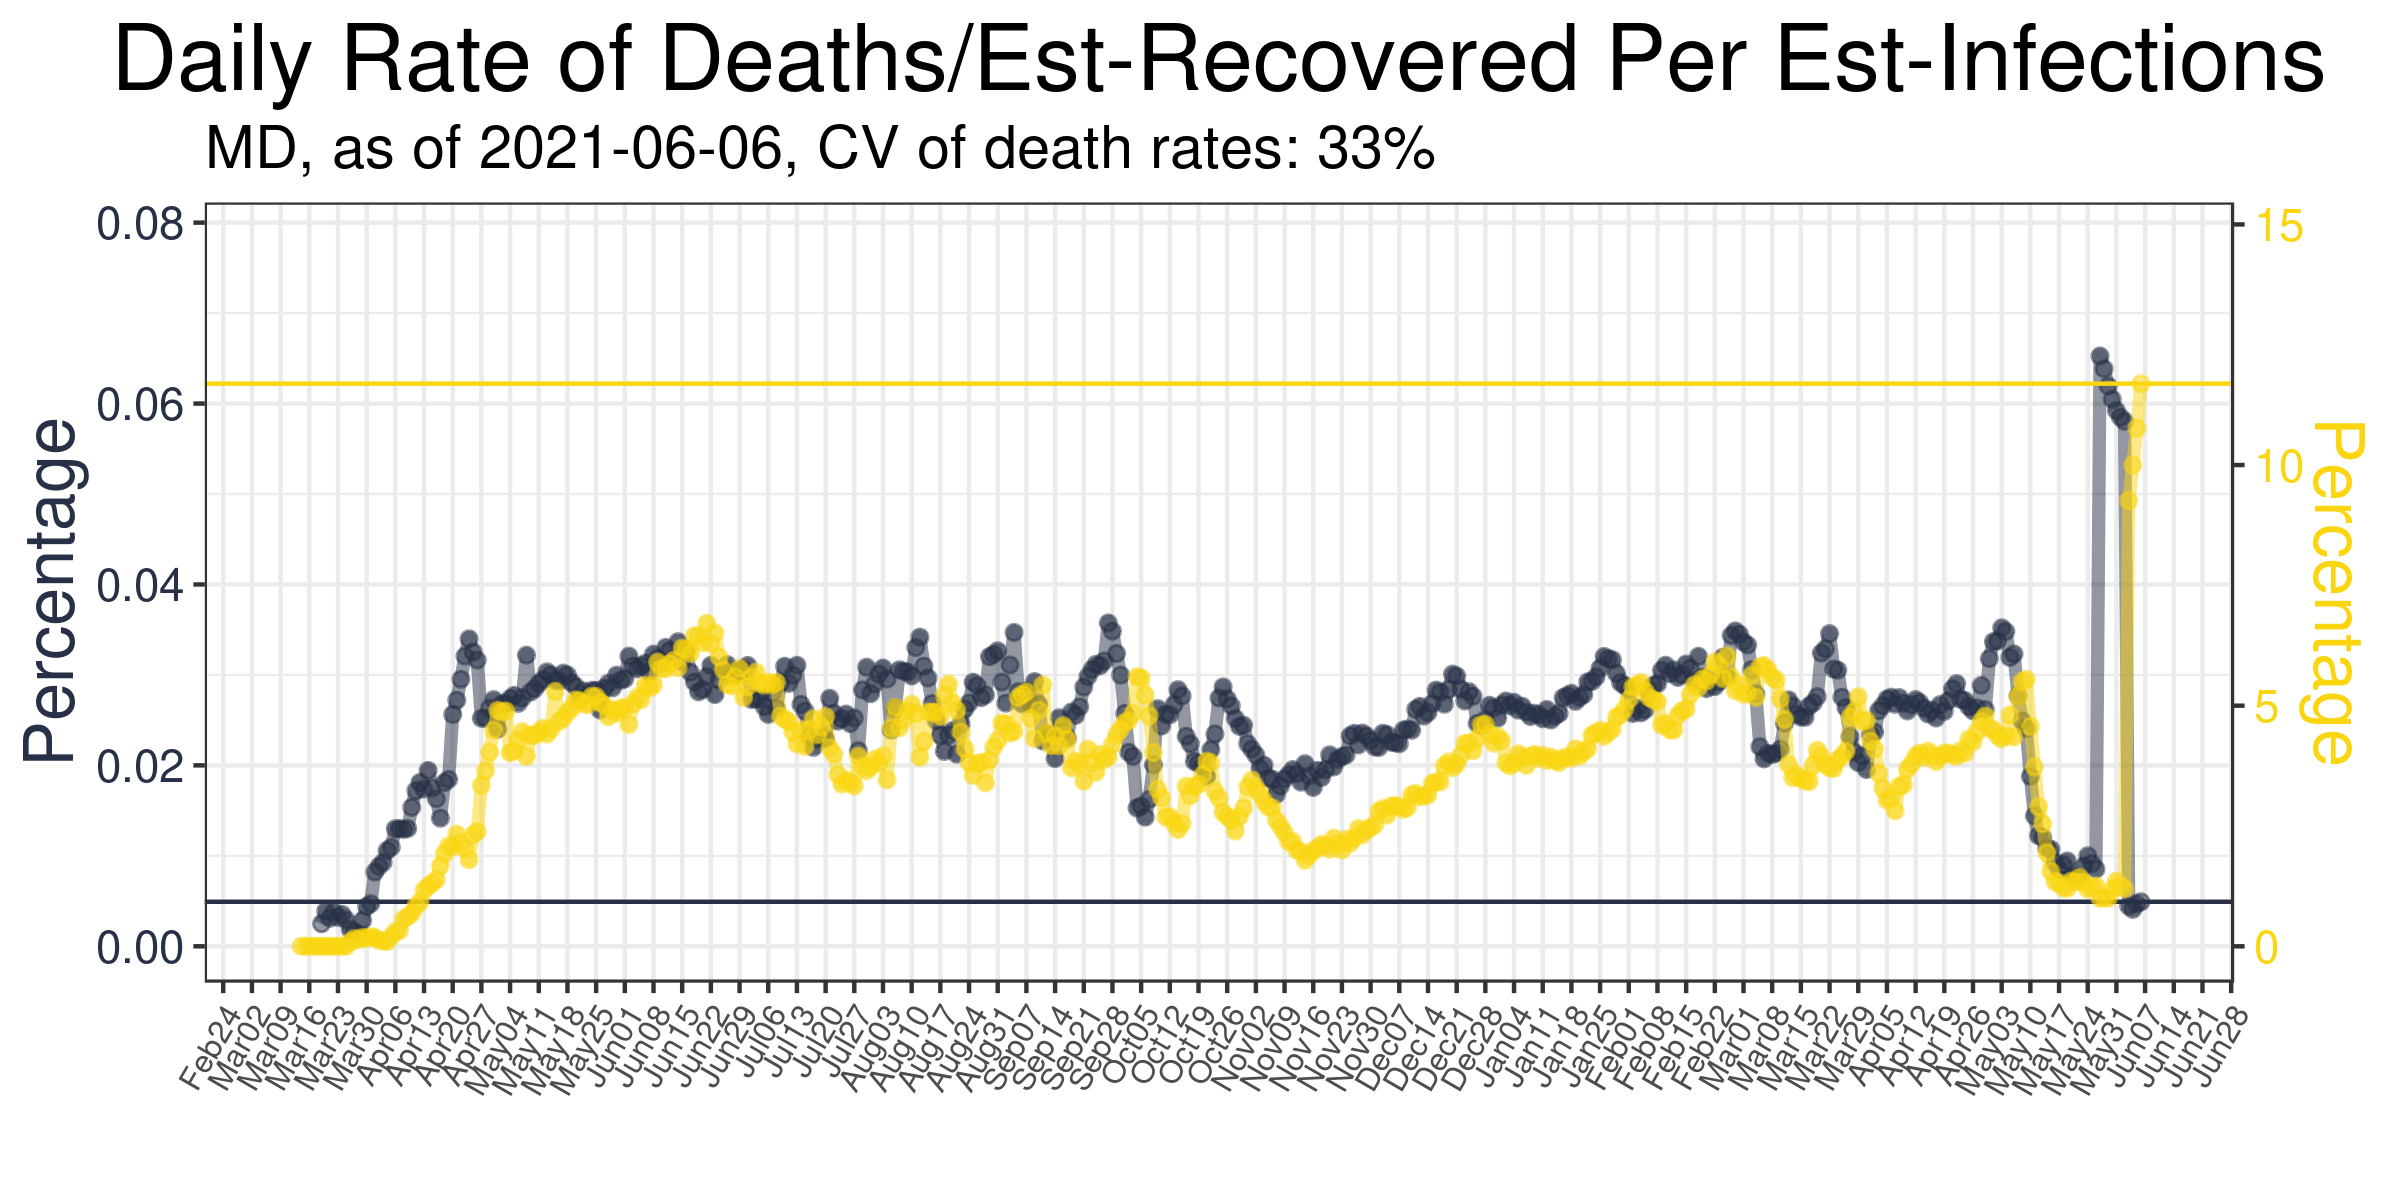 Daily Rate of Deaths/Est-Recovered Per Est-Infections
MD, as of 2021-06-06, CV of death rates: 33%
Percentage
0.08
0.06
0.04
0.02
0.00
15
10
5
0
Percentage
Feb24
Mar02
Mar09
Mar16
Mar23
Mar30
Apr06
Apr13
Apr20
Apr27
May04
May11
May18
May25
Jun01
Jun08
Jun15
Jun22
Jun29
Jul06
Jul13
Jul20
Jul27
Aug03
Aug10
Aug17
Aug24
Aug31
Sep07
Sep14
Sep21
Sep28
Oct05
Oct12
Oct19
Oct26
Nov02
Nov09
Nov16
Nov23
Nov30
Dec07
Dec14
Dec21
Dec28
Jan04
Jan11
Jan18
Jan25
Feb01
Feb08
Feb15
Feb22
Mar01
Mar08
Mar15
Mar22
Mar29
Apr05
Apr12
Apr19
Apr26
May03
May10
May17
May24
May31
Jun07
Jun14
Jun21
Jun28